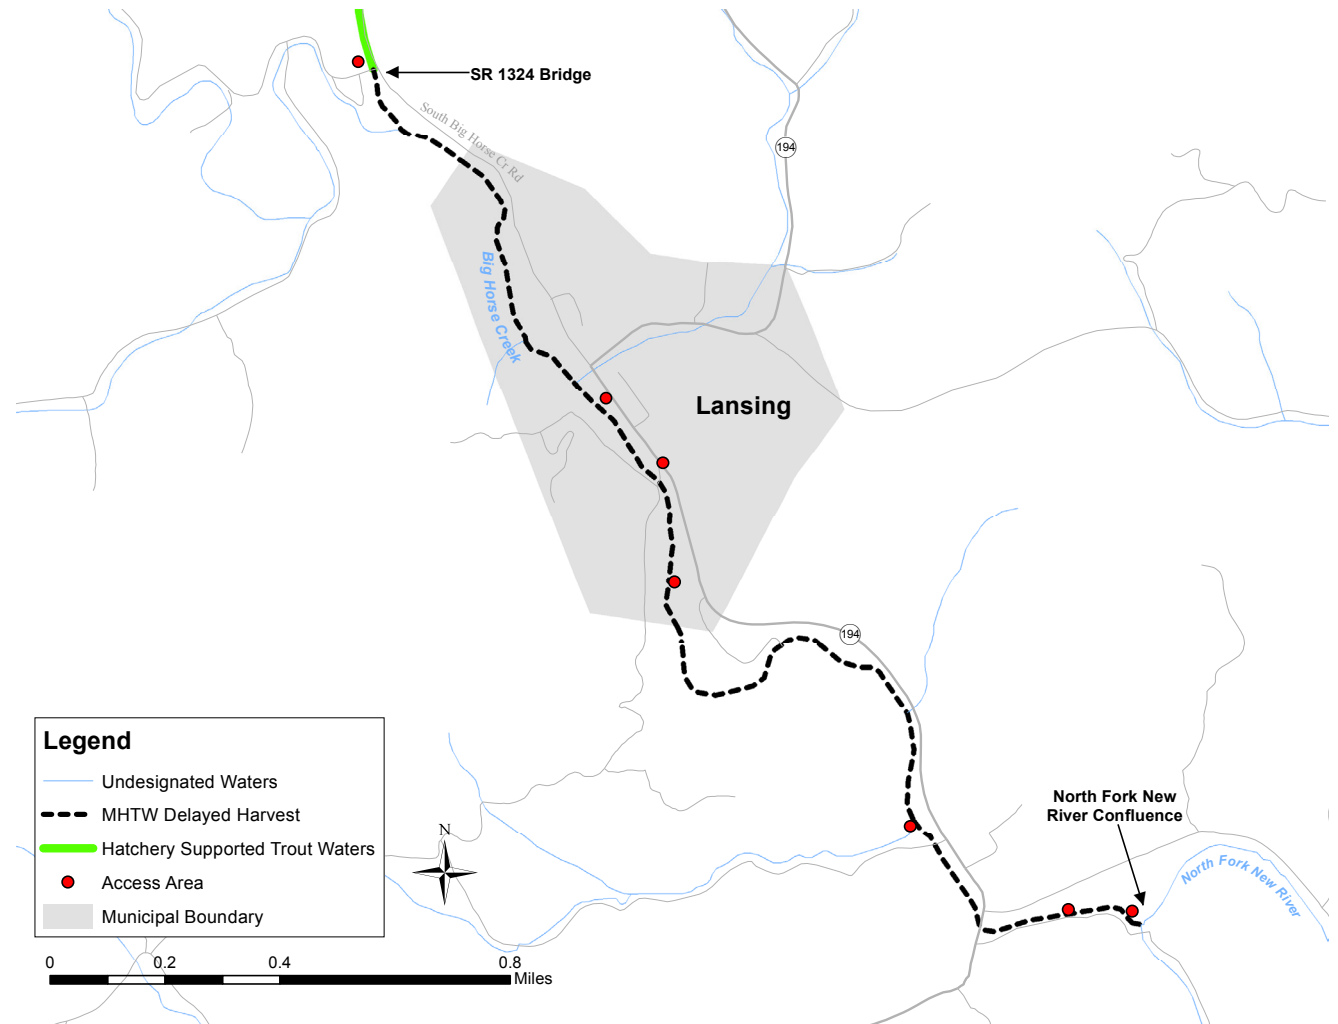 SR 1324 Bridge
South Big Horse Cr Rd
194
Big Horse Creek
Lansing
194
Legend
Undesignated Waters
MHTW Delayed Harvest
Hatchery Supported Trout Waters
Access Area
Municipal Boundary
N
North Fork New
River Confluence
North Fork New River
0 0.2 0.4 0.8
Miles